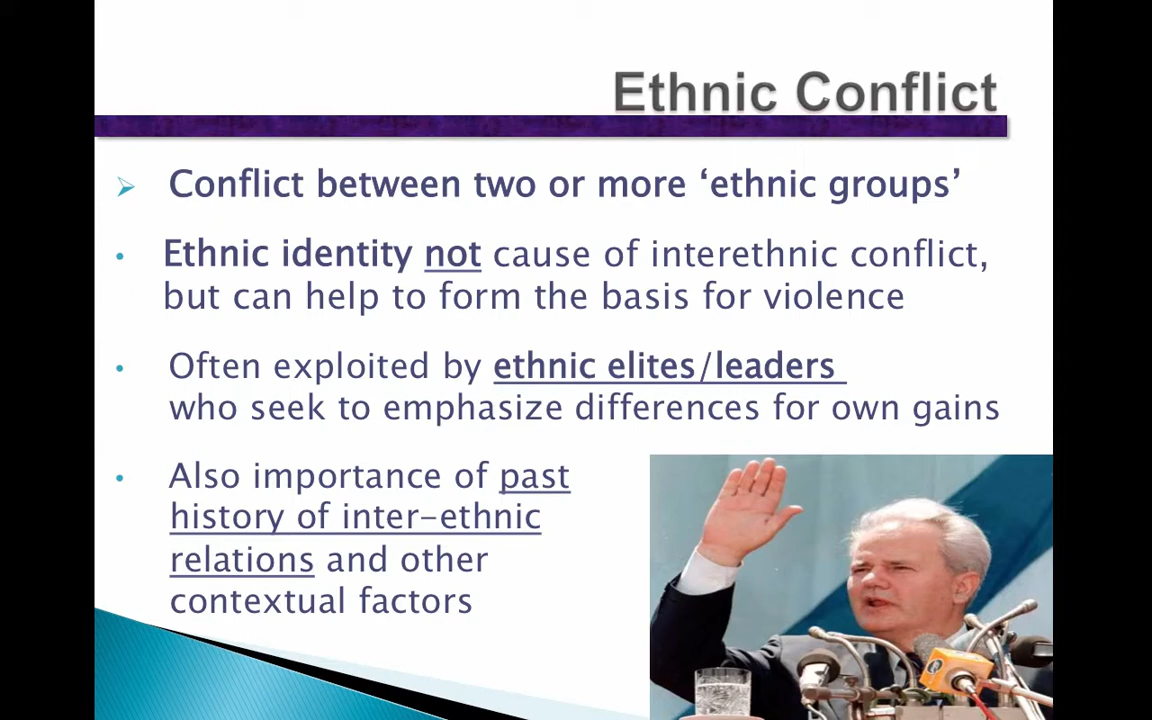 Ethnic Conflict
Conflict between two or more ‘ethnic groups’
Ethnic identity not cause of interethnic conflict,
but can help to form the basis for violence
Often exploited by ethnic elites/leaders
who seek to emphasize differences for own gains
Also importance of past
history of inter-ethnic
relations and other
contextual factors